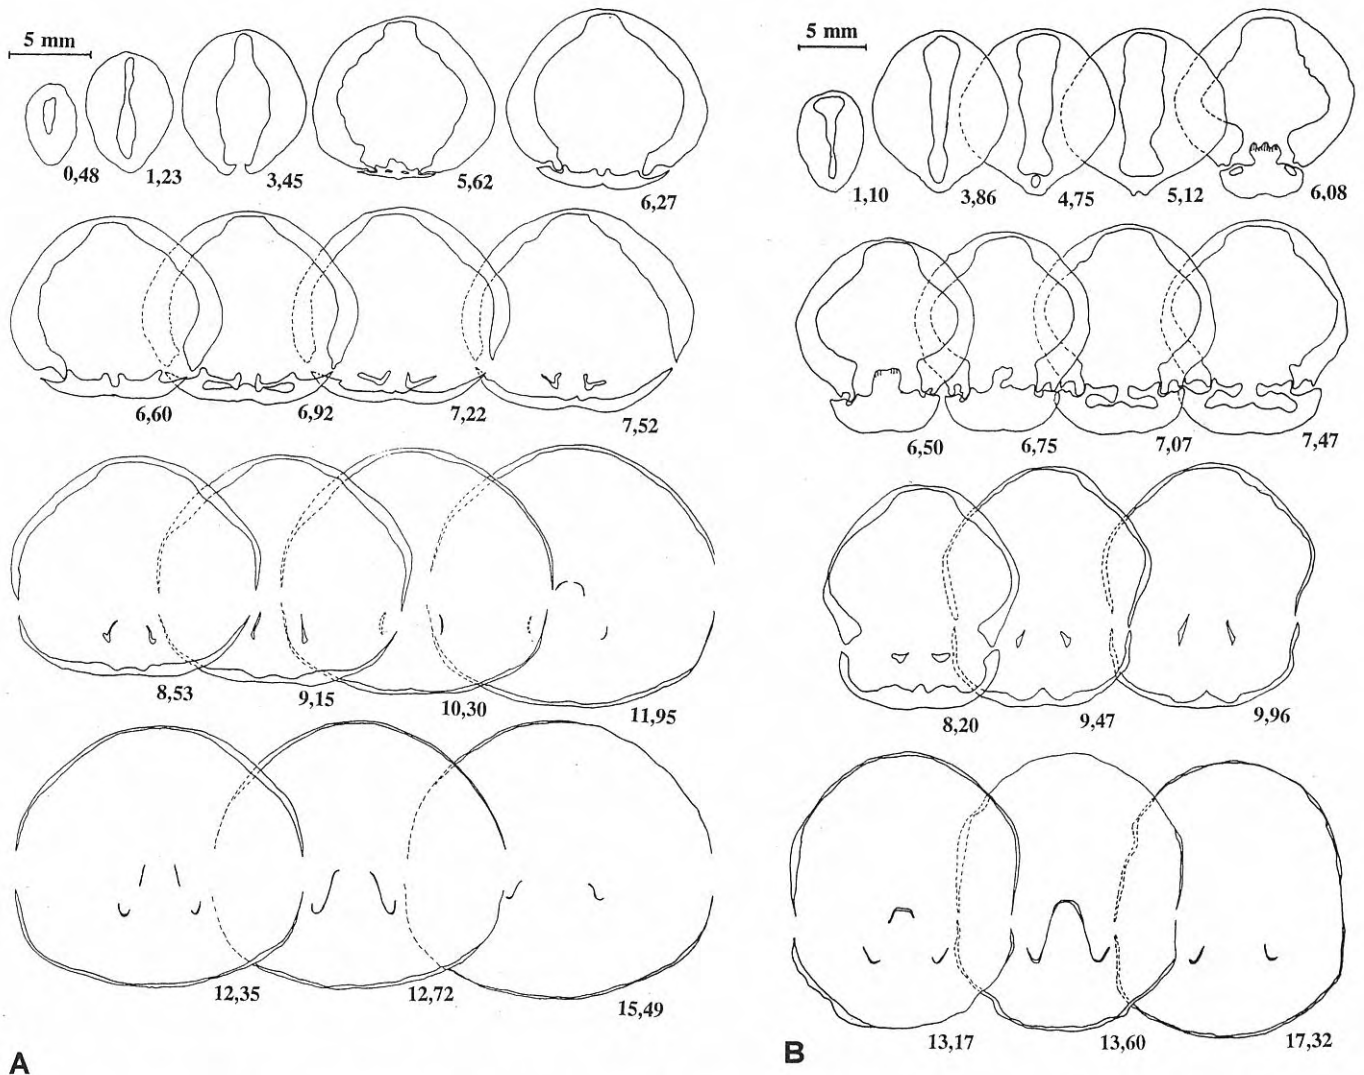 5 mm
0,48 1,23 3,45 5,62 6,27
6,60 6,92 7,22 7,52
8,53 9,15 10,30 11,95
12,35 12,72 15,49
A
5 mm
1,10 3,86 4,75 5,12 6,08
6,50 6,75 7,07 7,47
8,20 9,47 9,96
13,17 13,60 17,32
B